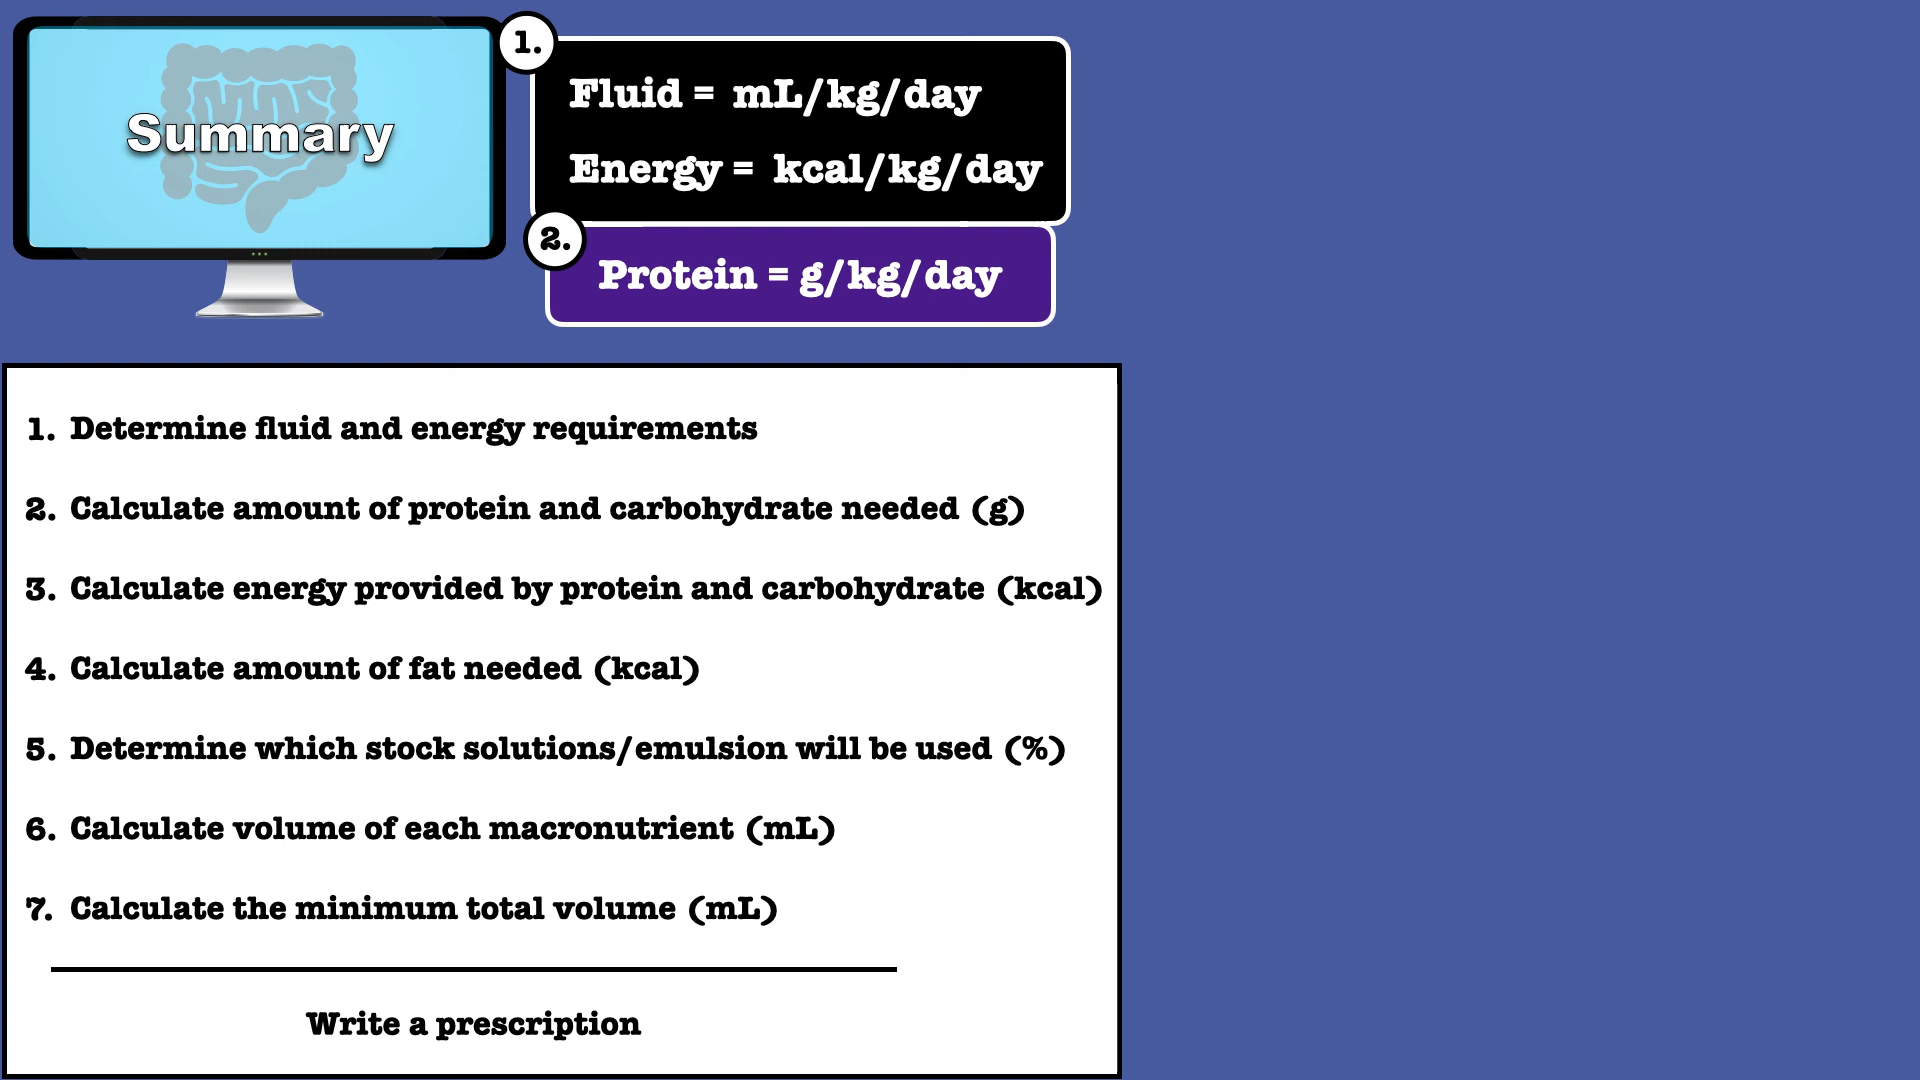 Summary
1.
Fluid = mL/kg/day
Energy = kcal/kg/day
2.
Protein = g/kg/day
1. Determine fluid and energy requirements
2. Calculate amount of protein and carbohydrate needed (g)
3. Calculate energy provided by protein and carbohydrate (kcal)
4. Calculate amount of fat needed (kcal)
5. Determine which stock solutions/emulsion will be used (%)
6. Calculate volume of each macronutrient (mL)
7. Calculate the minimum total volume (mL)
Write a prescription